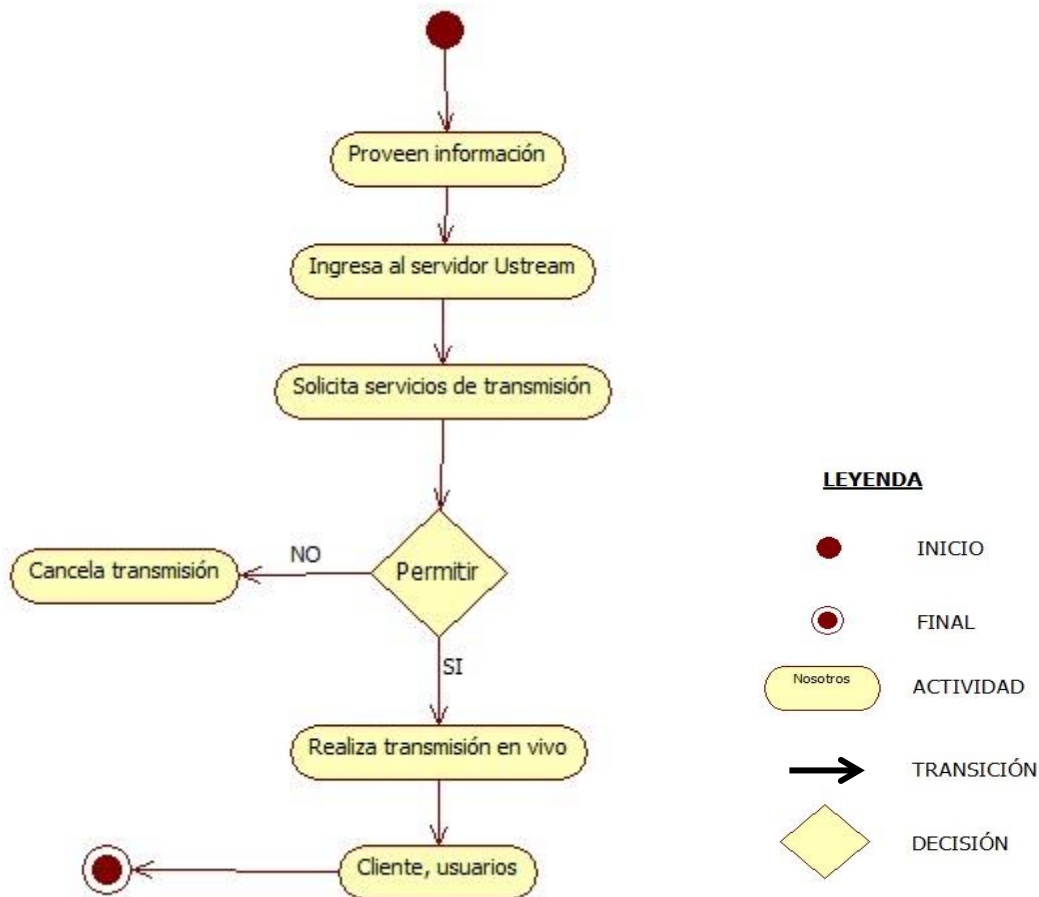 Proveen información
Ingresa al servidor Ustream
Solicita servicios de transmisión
Permitir
NO
Cancela transmisión
SI
Realiza transmisión en vivo
Cliente, usuarios
LEYENDA
INICIO
FINAL
Nosotros
ACTIVIDAD
TRANSICIÓN
DECISIÓN